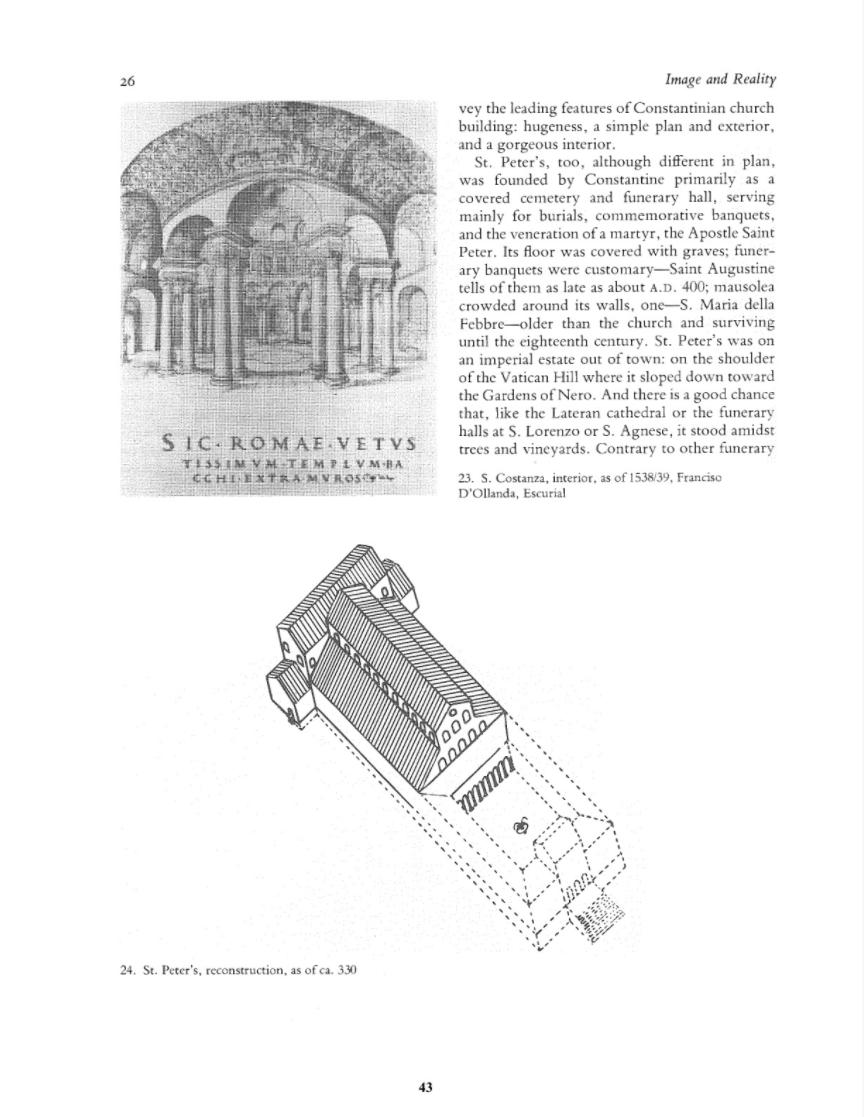 26
Image and Reality
vey the leading features of Constantinian church
building: hugeness, a simple plan and exterior,
and a gorgeous interior.
St. Peter's, too, although different in plan,
was founded by Constantine primarily as a
covered cemetery and funerary hall, serving
mainly for burials, commemorative banquets,
and the veneration of a martyr, the Apostle Saint
Peter. Its floor was covered with graves; funer-
ary banquets were customary—Saint Augustine
tells of them as late as about A.D. 400; mausolea
crowded around its walls, one—S. Maria della
Febbre—older than the church and surviving
until the eighteenth century. St. Peter's was on
an imperial estate out of town: on the shoulder
of the Vatican Hill where it sloped down toward
the Gardens of Nero. And there is a good chance
that, like the Lateran cathedral or the funerary
halls at S. Lorenzo or S. Agnese, it stood amidst
trees and vineyards. Contrary to other funerary
SIC·ROMAE·VETVS
TISSIMVM·TEMPLVM·BA
CCHI·EXTRA·MVROS
23. S. Costanza, interior, as of 1538/39, Franciso
D'Ollanda, Escurial
24. St. Peter's, reconstruction, as of ca. 330
43